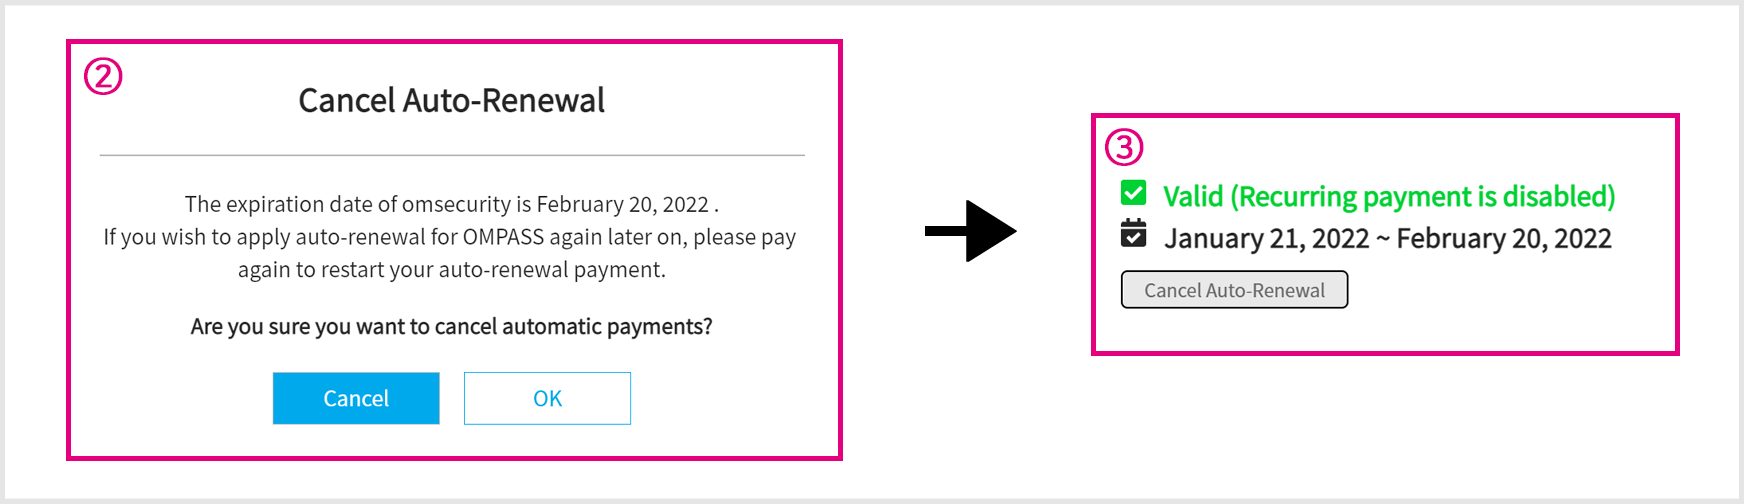 ②
Cancel Auto-Renewal
The expiration date of omsecurity is February 20, 2022 .
If you wish to apply auto-renewal for OMPASS again later on, please pay
again to restart your auto-renewal payment.
Are you sure you want to cancel automatic payments?
Cancel
OK
③
Valid (Recurring payment is disabled)
January 21, 2022 ~ February 20, 2022
Cancel Auto-Renewal